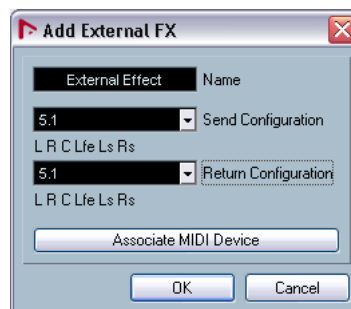 Add External FX
External Effect Name
5.1 Send Configuration
L R C Lfe Ls Rs
5.1 Return Configuration
L R C Lfe Ls Rs
Associate MIDI Device
OK Cancel